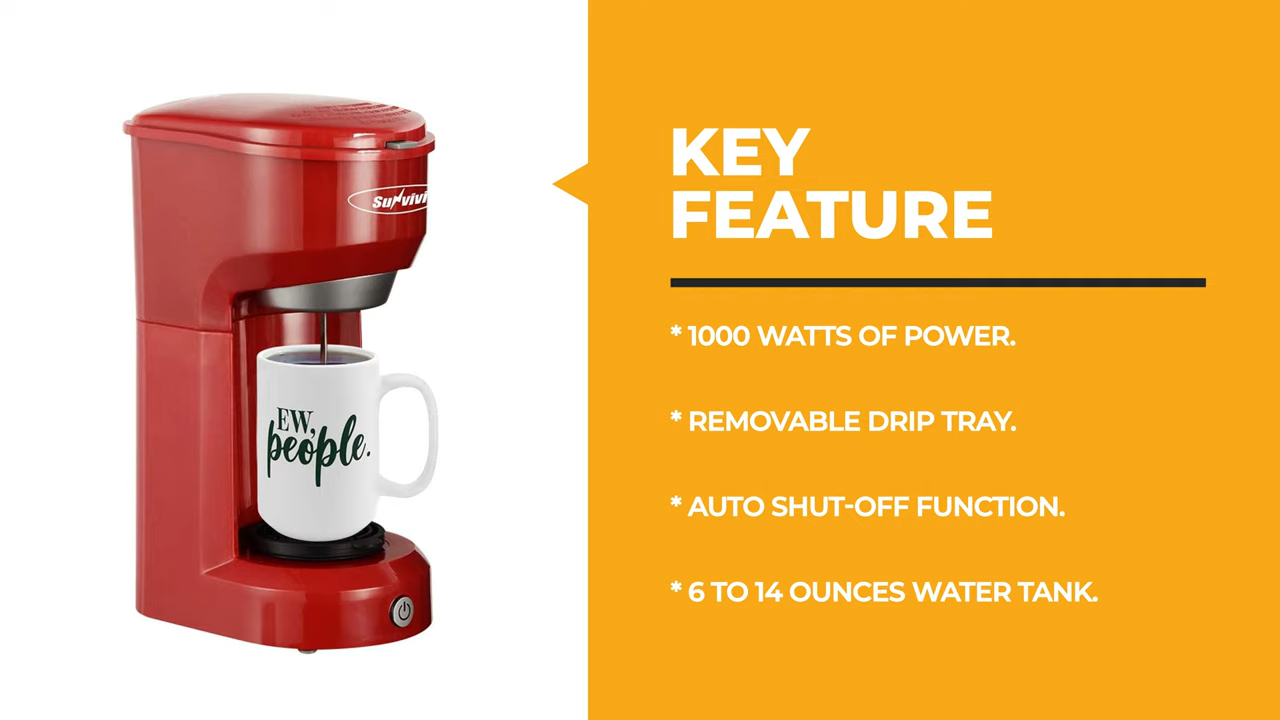 Sunvivi
EW,
people.
KEY
FEATURE
* 1000 WATTS OF POWER.
* REMOVABLE DRIP TRAY.
* AUTO SHUT-OFF FUNCTION.
* 6 TO 14 OUNCES WATER TANK.